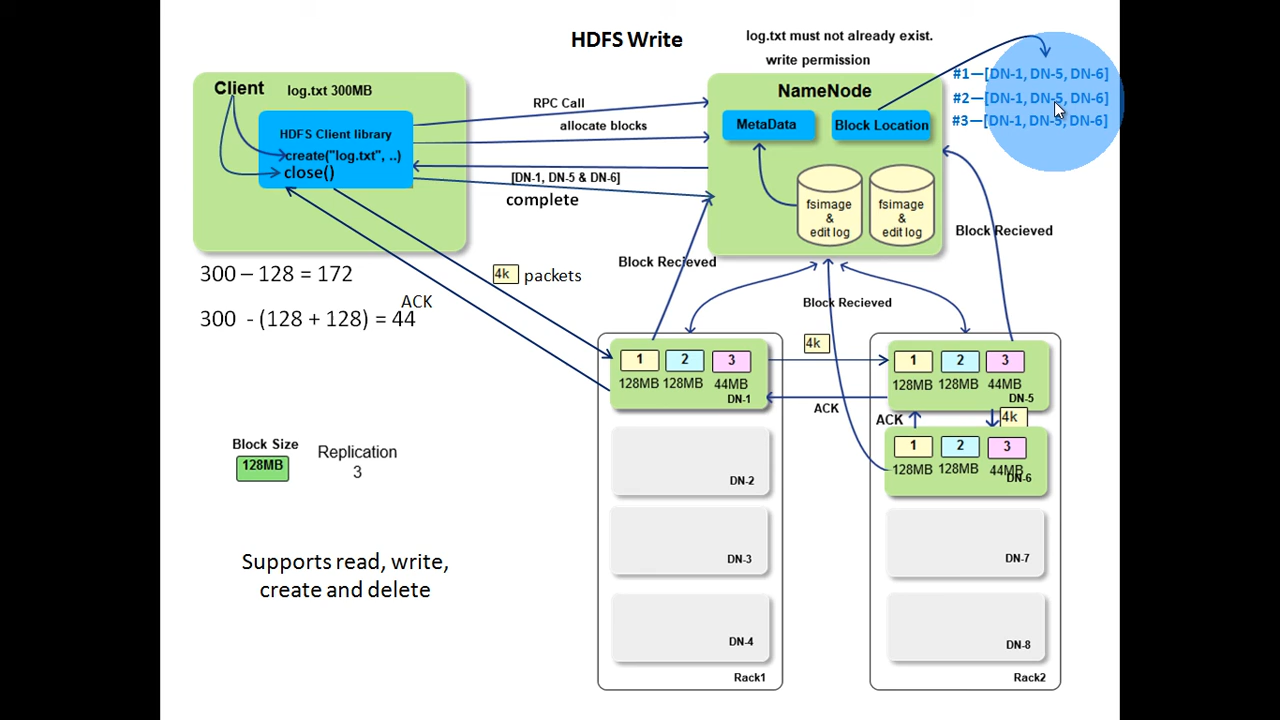 HDFS Write
log.txt must not already exist.
write permission
Client
log.txt 300MB
HDFS Client library
create("log.txt", ..)
close()
RPC Call
allocate blocks
[DN-1, DN-5 & DN-6]
complete
NameNode
MetaData
Block Location
fsimage
&
edit log
fsimage
&
edit log
#1—[DN-1, DN-5, DN-6]
#2—[DN-1, DN-5, DN-6]
#3—[DN-1, DN-5, DN-6]
Block Recieved
Block Recieved
Block Recieved
300 – 128 = 172
ACK
300 - (128 + 128) = 44
4k
packets
1
2
3
128MB
128MB
44MB
DN-1
4k
ACK
1
2
3
128MB
128MB
44MB
DN-5
ACK
4k
1
2
3
128MB
128MB
44MB
DN-6
Block Size
128MB
Replication
3
DN-2
DN-3
DN-4
Rack1
DN-7
DN-8
Rack2
Supports read, write,
create and delete